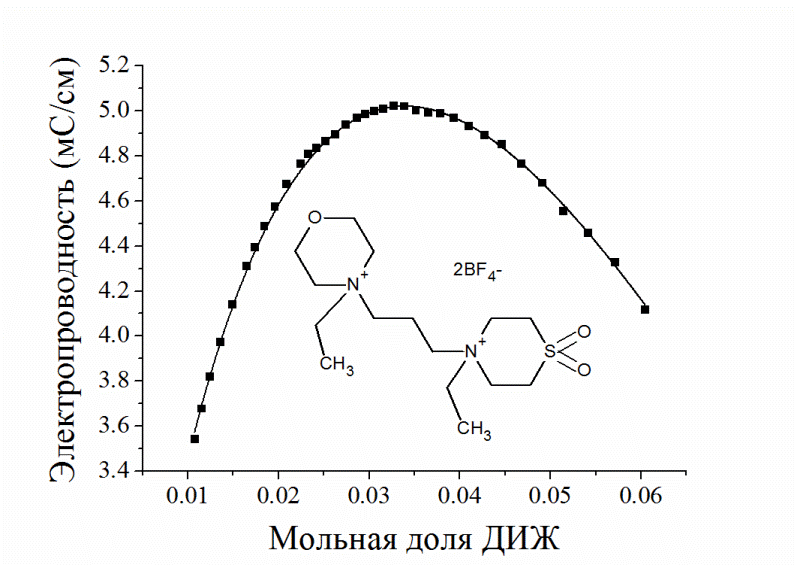 Электропроводность (мС/см)
5.2
5.0
4.8
4.6
4.4
4.2
4.0
3.8
3.6
3.4
O
N+
2BF4-
CH3
N+
S
O
O
CH3
0.01 0.02 0.03 0.04 0.05 0.06
Мольная доля ДИЖ